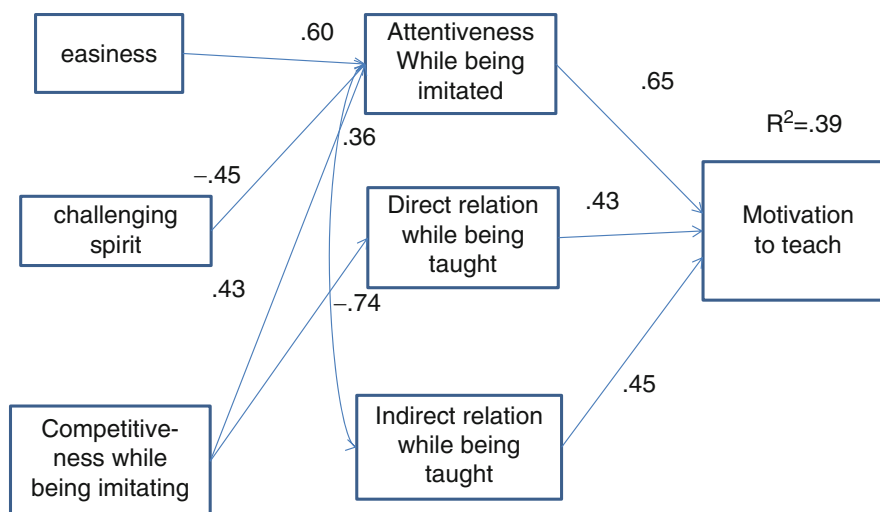 easiness
.60
Attentiveness
While being
imitated
.65
R²=.39
.36
−.45
challenging
spirit
Direct relation
while being
taught
.43
Motivation
to teach
.43
−.74
.45
Competitive-
ness while
being imitating
Indirect relation
while being
taught